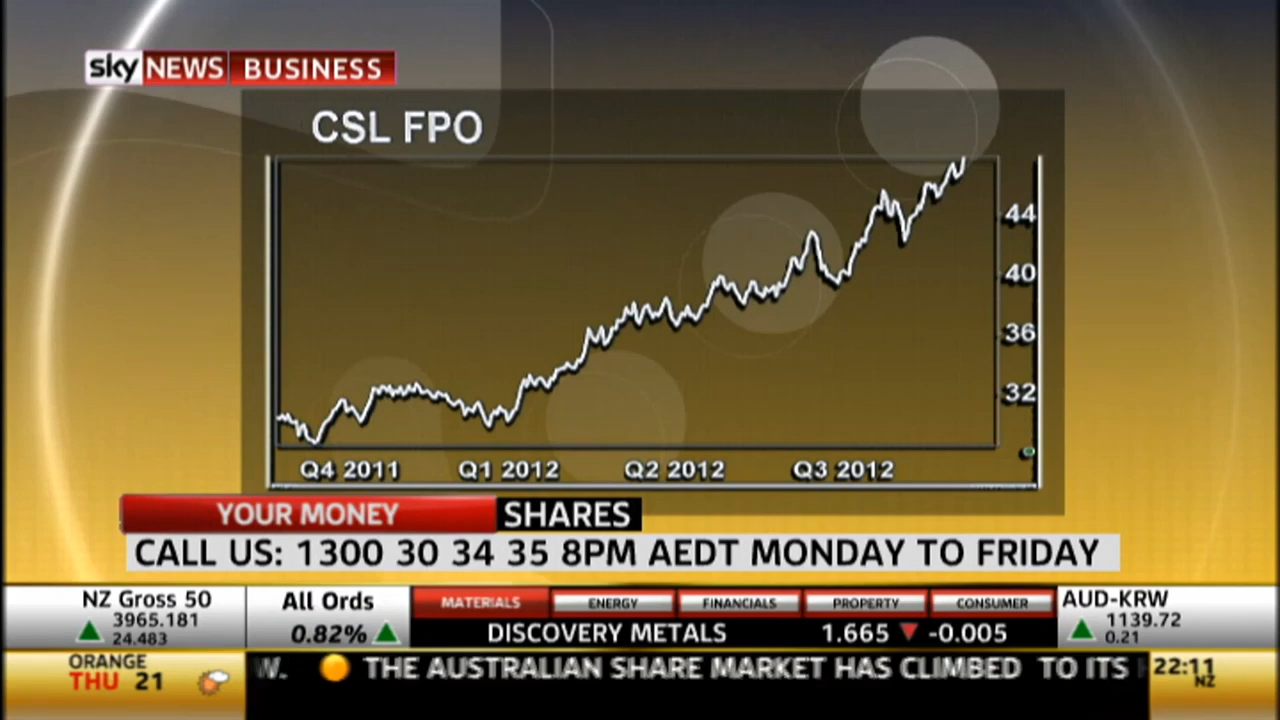 sky NEWS BUSINESS
CSL FPO
44
40
36
32
Q4 2011 Q1 2012 Q2 2012 Q3 2012
YOUR MONEY SHARES
CALL US: 1300 30 34 35 8PM AEDT MONDAY TO FRIDAY
NZ Gross 50
3965.181
24.483
All Ords
0.82%
MATERIALS ENERGY FINANCIALS PROPERTY CONSUMER
DISCOVERY METALS 1.665 -0.005
AUD-KRW
1139.72
0.21
ORANGE
THU 21
W. THE AUSTRALIAN SHARE MARKET HAS CLIMBED TO ITS
22:11
NZ